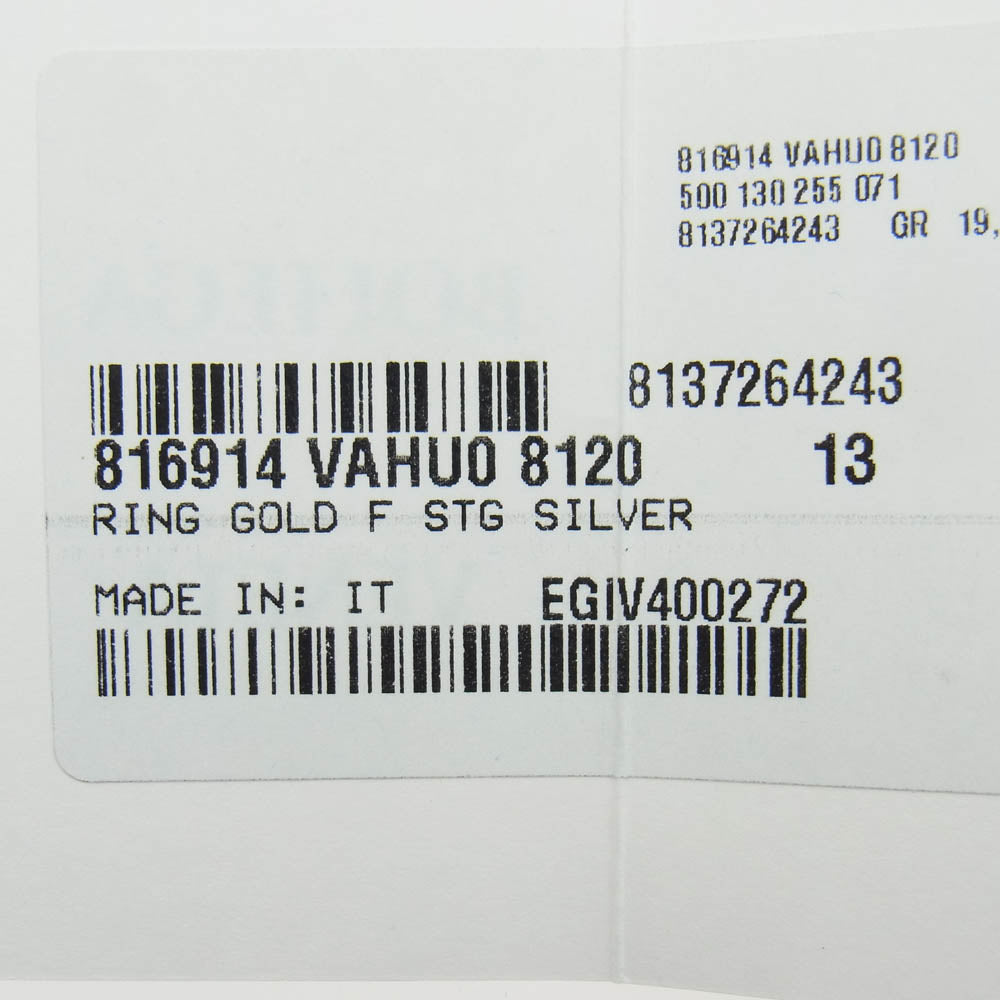 816914 VAHU0 8120
500 130 255 071
8137264243 GR 19,
8137264243
816914 VAHU0 8120 13
RING GOLD F STG SILVER
MADE IN: IT EGIV400272